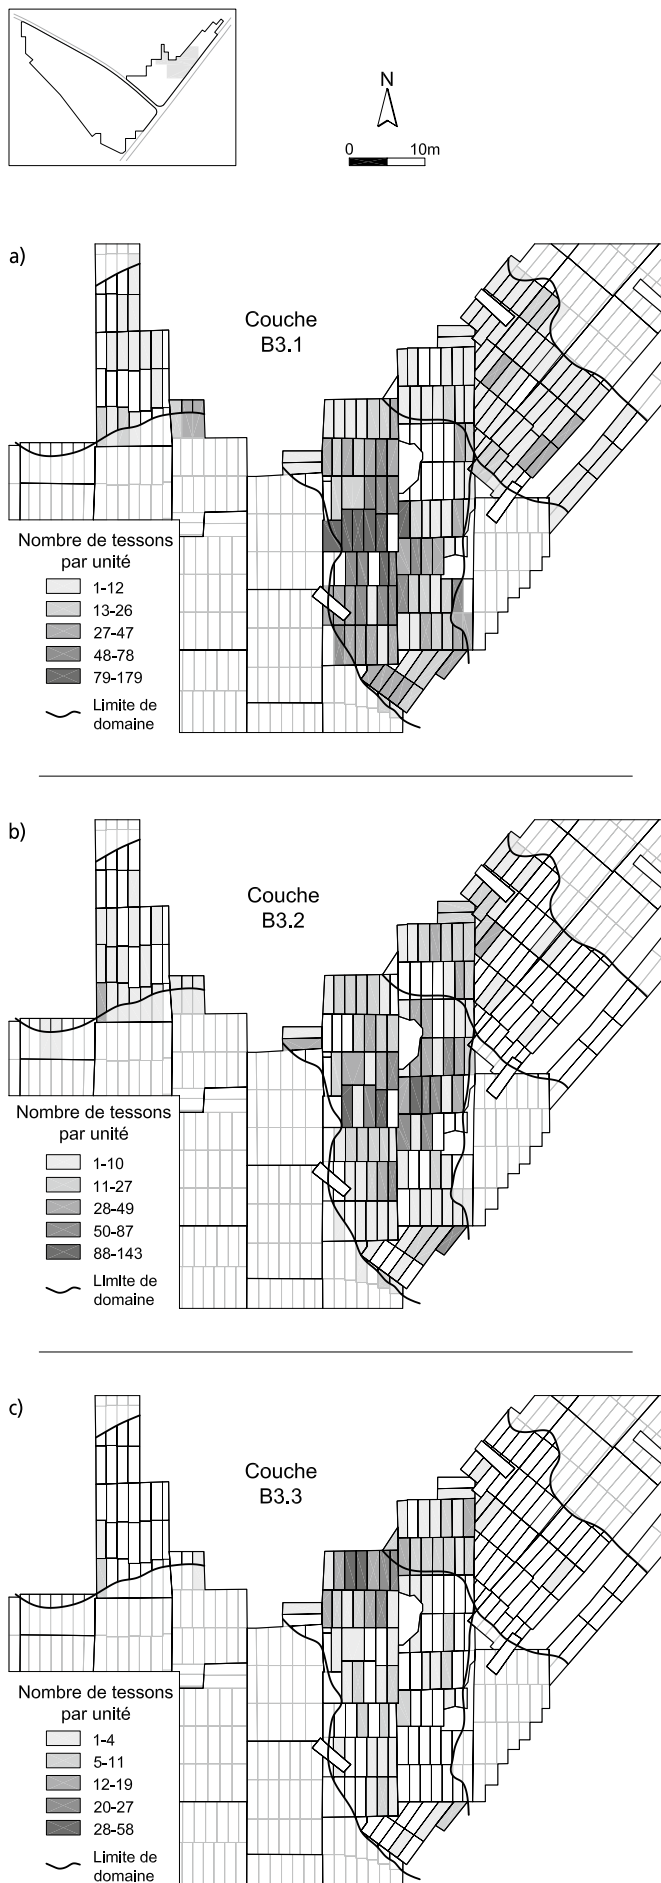 N
0 10m
a)
Couche
B3.1
Nombre de tessons
par unité
1-12
13-26
27-47
48-78
79-179
Limite de
domaine
b)
Couche
B3.2
Nombre de tessons
par unité
1-10
11-27
28-49
50-87
88-143
Limite de
domaine
c)
Couche
B3.3
Nombre de tessons
par unité
1-4
5-11
12-19
20-27
28-58
Limite de
domaine